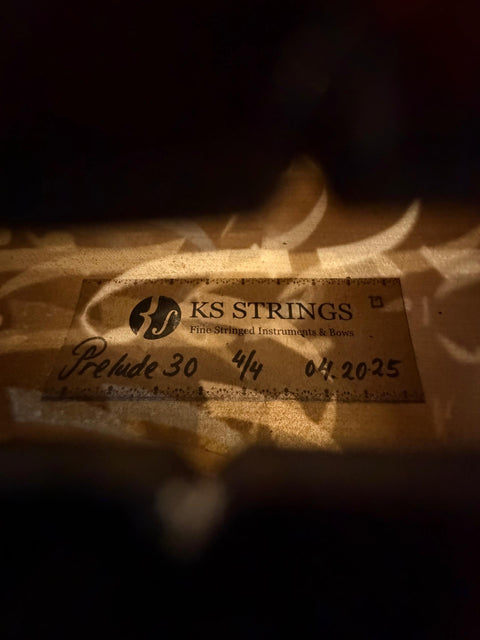 KS STRINGS
Fine Stringed Instruments & Bows
Prelude 30 4/4 04.2025